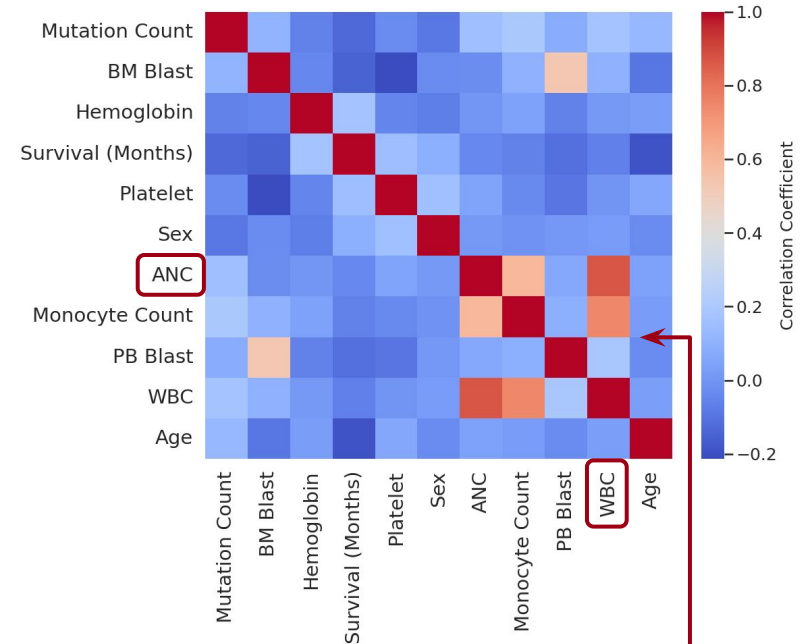 Mutation Count
BM Blast
Hemoglobin
Survival (Months)
Platelet
Sex
ANC
Monocyte Count
PB Blast
WBC
Age
Mutation Count
BM Blast
Hemoglobin
Survival (Months)
Platelet
Sex
ANC
Monocyte Count
PB Blast
WBC
Age
1.0
0.8
0.6
0.4
0.2
0.0
−0.2
Correlation Coefficient